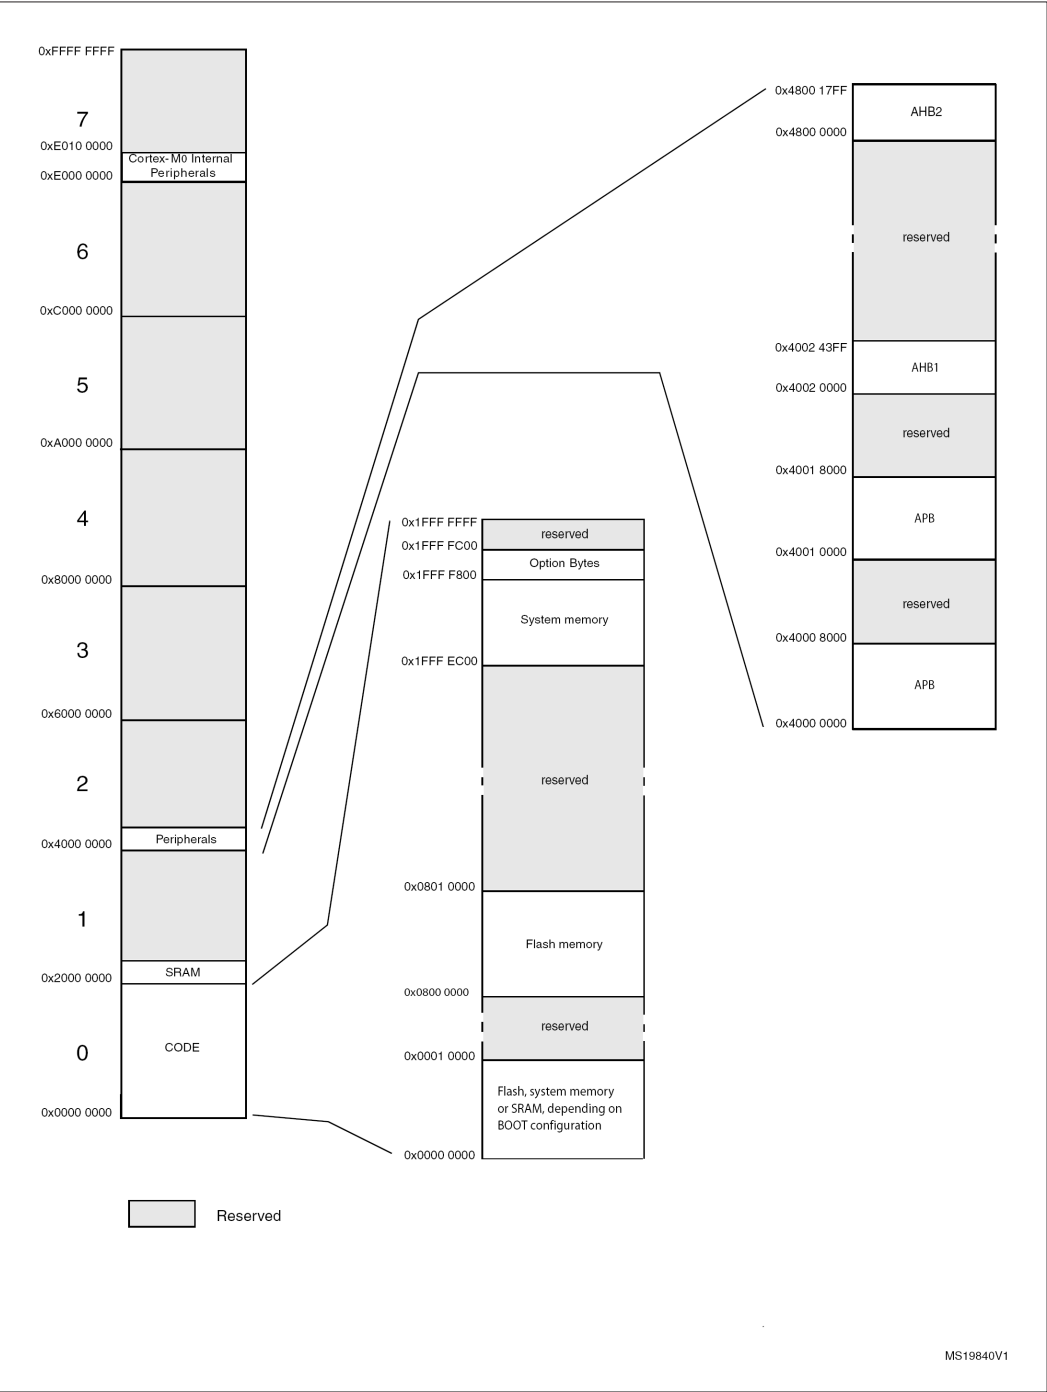 0xFFFF FFFF
7
0xE010 0000
Cortex-M0 Internal
Peripherals
0xE000 0000
6
0xC000 0000
5
0xA000 0000
4
0x8000 0000
3
0x6000 0000
2
Peripherals
0x4000 0000
1
SRAM
0x2000 0000
CODE
0
0x0000 0000
0x1FFF FFFF
reserved
0x1FFF FC00
Option Bytes
0x1FFF F800
System memory
0x1FFF EC00
reserved
0x0801 0000
Flash memory
0x0800 0000
reserved
0x0001 0000
Flash, system memory
or SRAM, depending on
BOOT configuration
0x0000 0000
0x4800 17FF
AHB2
0x4800 0000
reserved
0x4002 43FF
AHB1
0x4002 0000
reserved
0x4001 8000
APB
0x4001 0000
reserved
0x4000 8000
APB
0x4000 0000
Reserved
MS19840V1